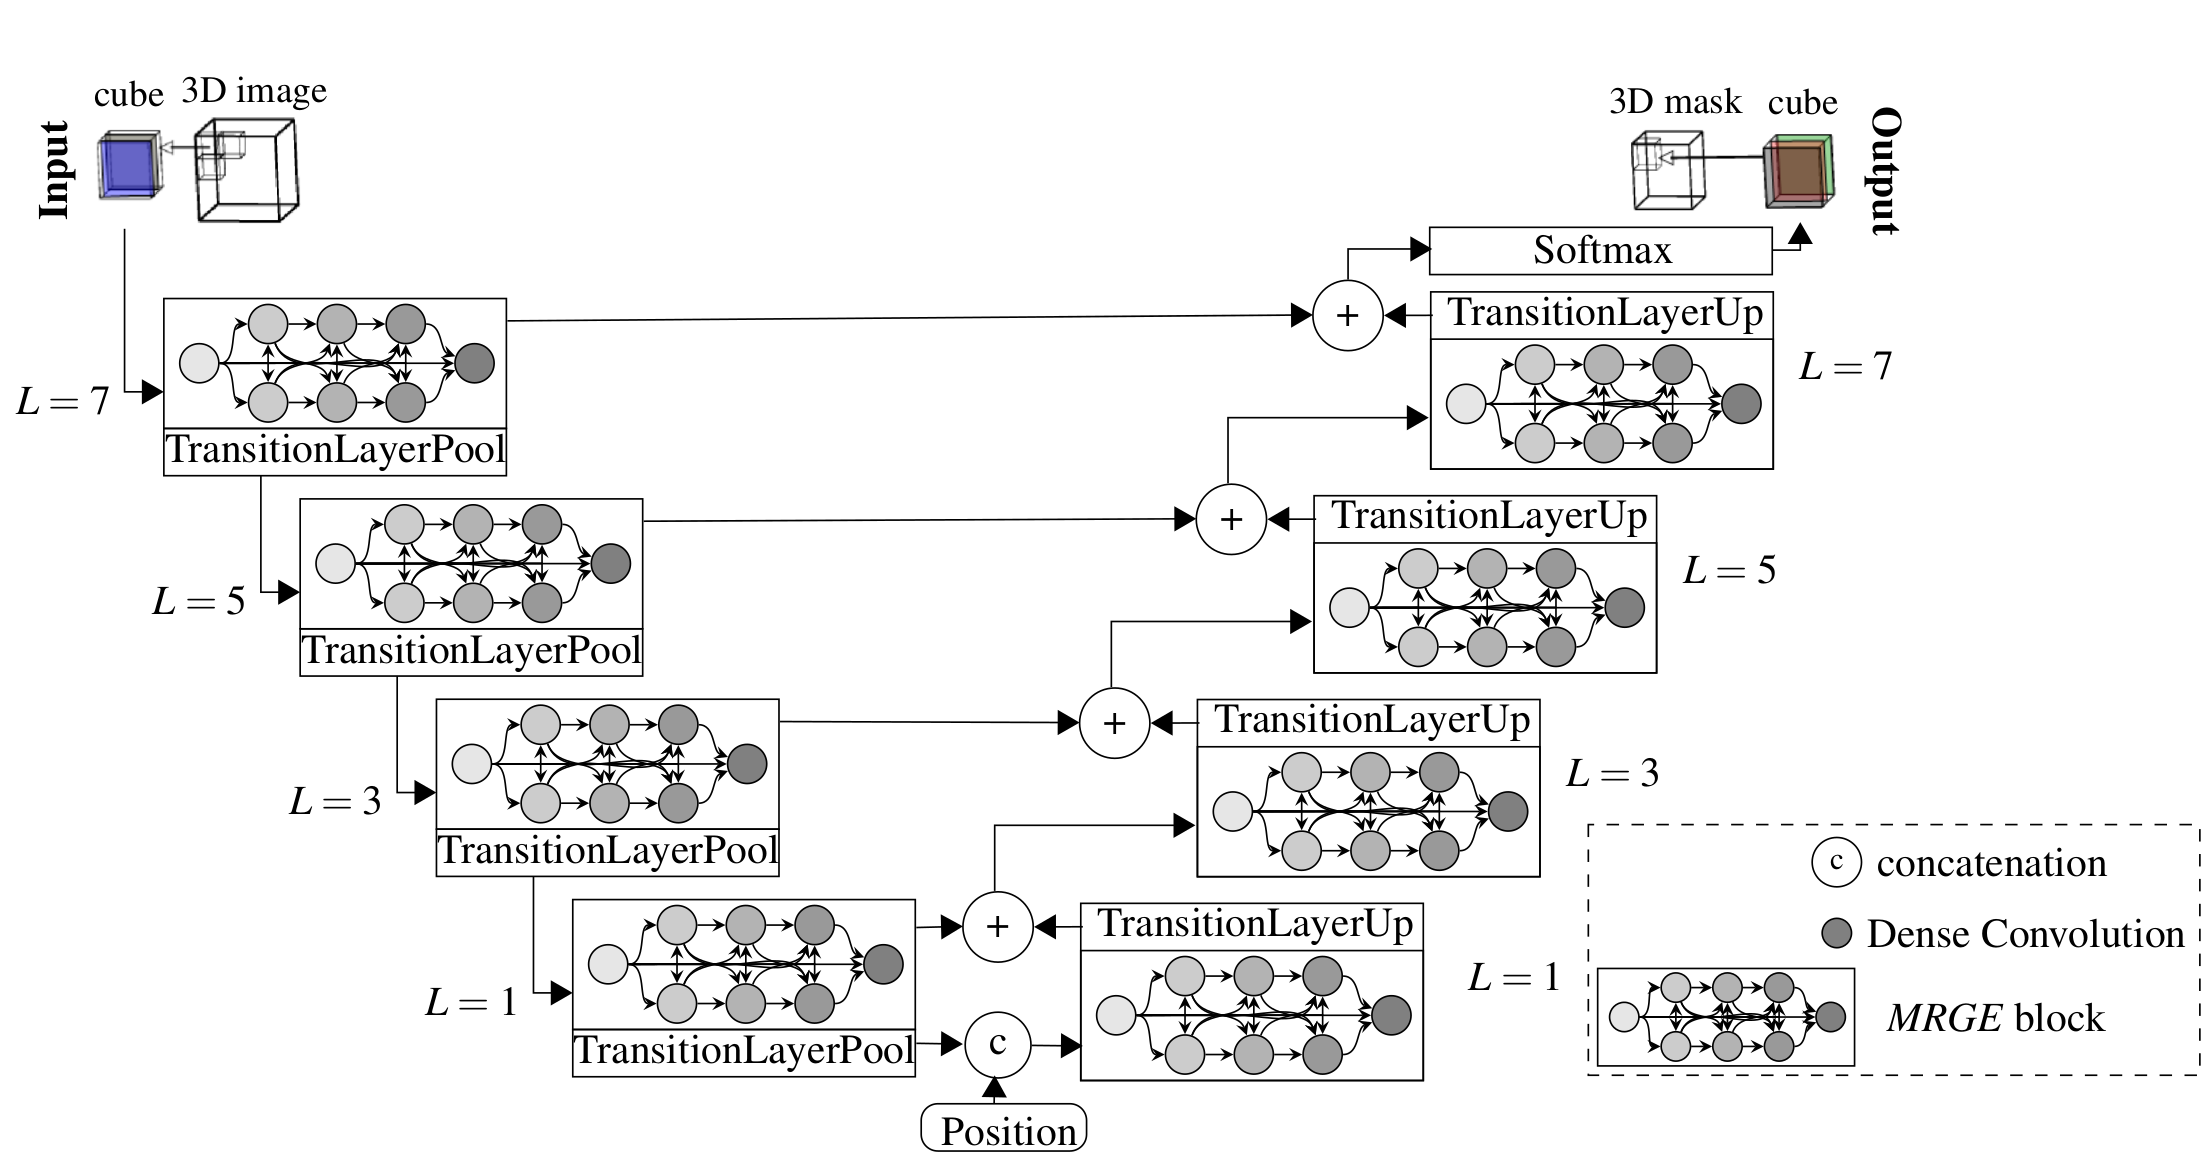 cube 3D image
Input
3D mask cube
Output
Softmax
+
TransitionLayerUp
L = 7
L = 7
TransitionLayerPool
+
TransitionLayerUp
L = 5
L = 5
TransitionLayerPool
+
TransitionLayerUp
L = 3
L = 3
TransitionLayerPool
+
TransitionLayerUp
L = 1
L = 1
TransitionLayerPool
c
Position
c concatenation
Dense Convolution
MRGE block